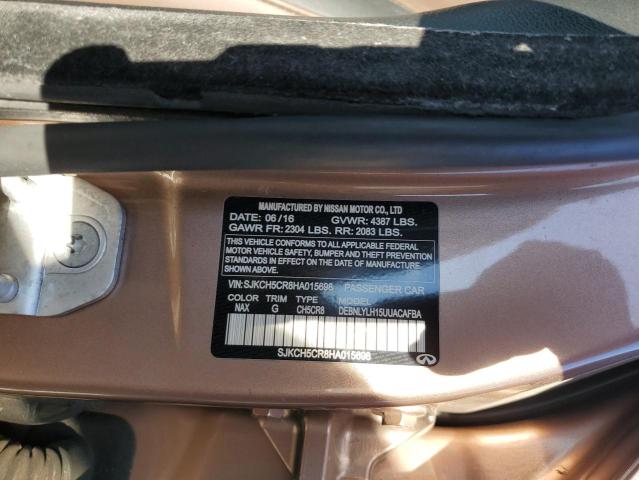 MANUFACTURED BY NISSAN MOTOR CO., LTD
DATE: 06/16 GVWR: 4387 LBS.
GAWR FR: 2304 LBS. RR: 2083 LBS.
THIS VEHICLE CONFORMS TO ALL APPLICABLE FEDERAL
MOTOR VEHICLE SAFETY, BUMPER, AND THEFT PREVENTION
STANDARDS IN EFFECT ON THE DATE OF MANUFACTURE
SHOWN ABOVE.
VIN:SJKCH5CR8HA015698 PASSENGER CAR
COLOR TRIM TYPE MODEL
NAX G CH5CR8 DEBNLYLH15UUACAFBA
SJKCH5CR8HA015698